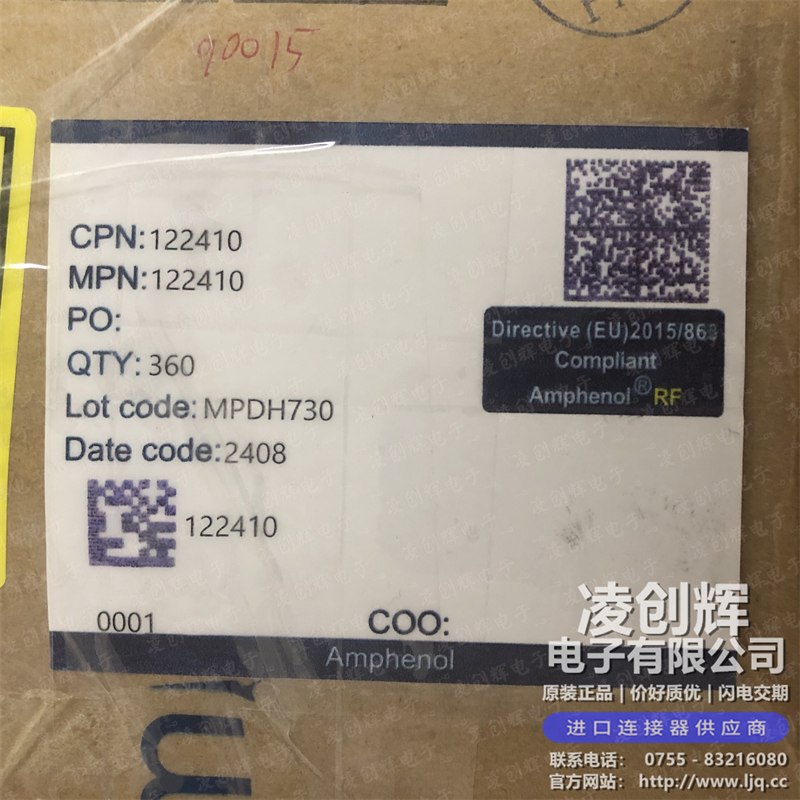 90015
CPN:122410
MPN:122410
PO:
QTY: 360
Lot code: MPDH730
Date code:2408
122410
0001
COO:
Amphenol
Directive (EU)2015/863
Compliant
Amphenol® RF
凌创辉
电子有限公司
原装正品 | 价好质优 | 闪电交期
进口连接器供应商
联系电话： 0755 - 83216080
官方网站： http://www.ljq.cc